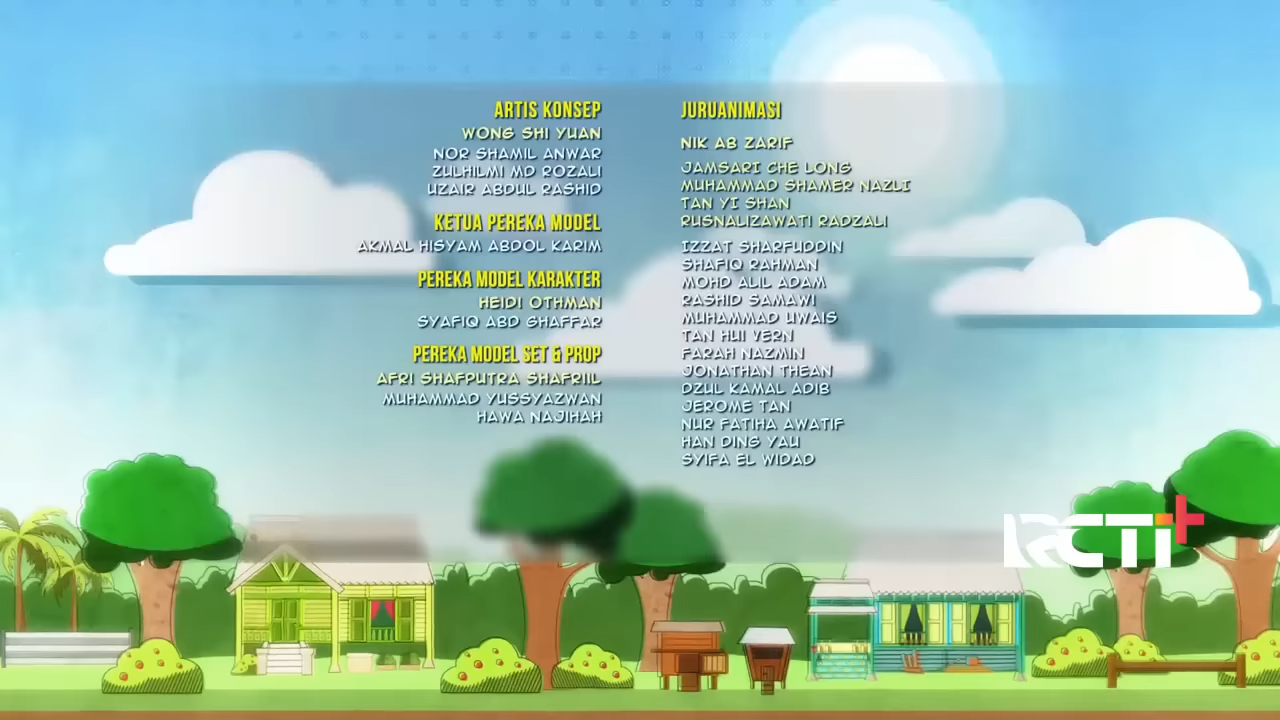 ARTIS KONSEP
WONG SHI YUAN
NOR SHAMIL ANWAR
ZULHILMI MD ROZALI
UZAIR ABDUL RASHID
KETUA PEREKA MODEL
AKMAL HISYAM ABDOL KARIM
PEREKA MODEL KARAKTER
HEIDI OTHMAN
SYAFIQ ABD GHAFFAR
PEREKA MODEL SET & PROP
AFRI SHAFPUTRA SHAFRIIL
MUHAMMAD YUSSYAZWAN
HAWA NAJIHAH
JURUANIMASI
NIK AB ZARIF
JAMSARI CHE LONG
MUHAMMAD SHAMER NAZLI
TAN YI SHAN
RUSNALIZAWATI RADZALI
IZZAT SHARFUDDIN
SHAFIQ RAHMAN
MOHD ALIL ADAM
RASHID SAMAWI
MUHAMMAD UWAIS
TAN HUI VERN
FARAH NAZMIN
JONATHAN THEAN
DZUL KAMAL ADIB
JEROME TAN
NUR FATIHA AWATIF
HAN DING YAU
SYIFA EL WIDAD
RCTI+